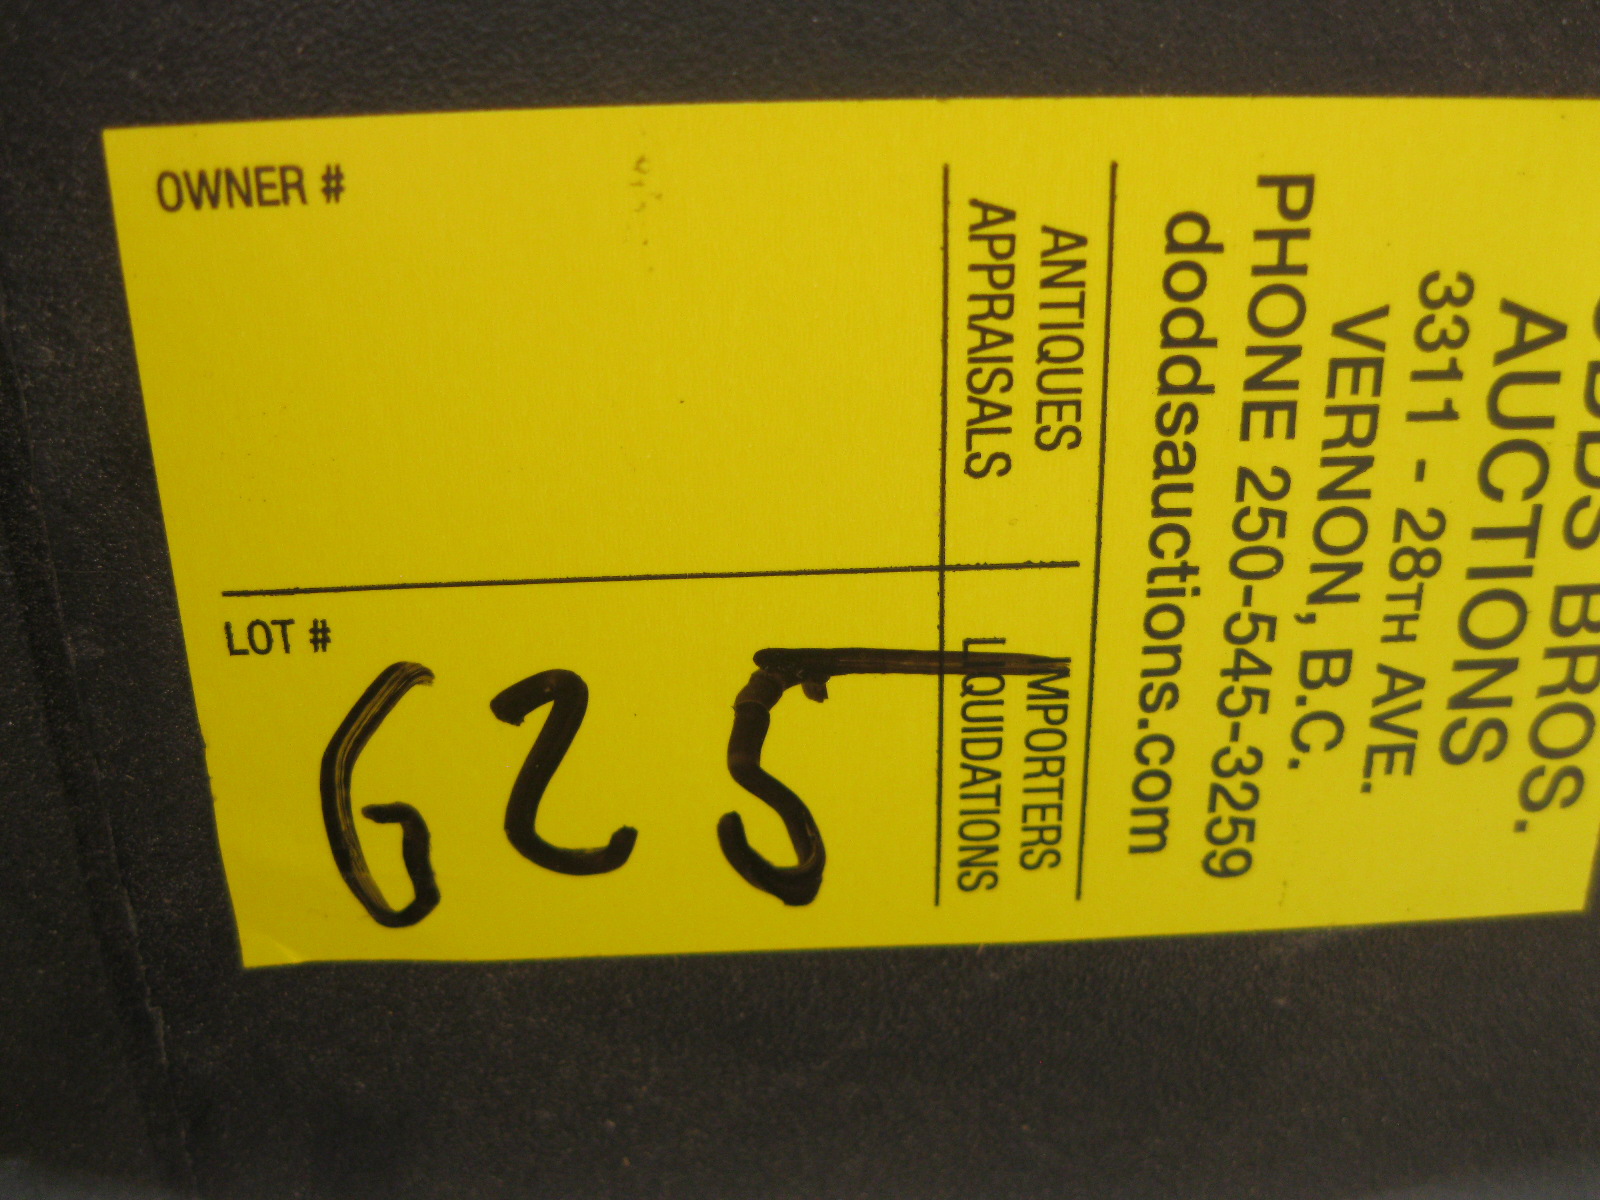 ODDS BROS.
AUCTIONS
3311 - 28TH AVE.
VERNON, B.C.
PHONE 250-545-3259
doddsauctions.com
ANTIQUES IMPORTERS
APPRAISALS LIQUIDATIONS
OWNER #
LOT #
625